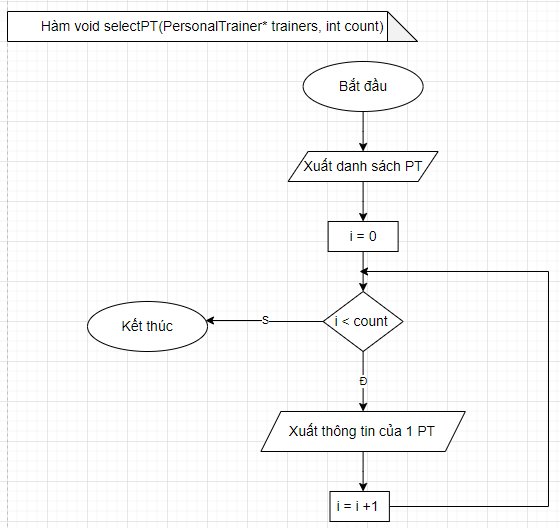 Hàm void selectPT(PersonalTrainer* trainers, int count)
Bắt đầu
Xuất danh sách PT
i = 0
i < count
S
Kết thúc
Đ
Xuất thông tin của 1 PT
i = i +1